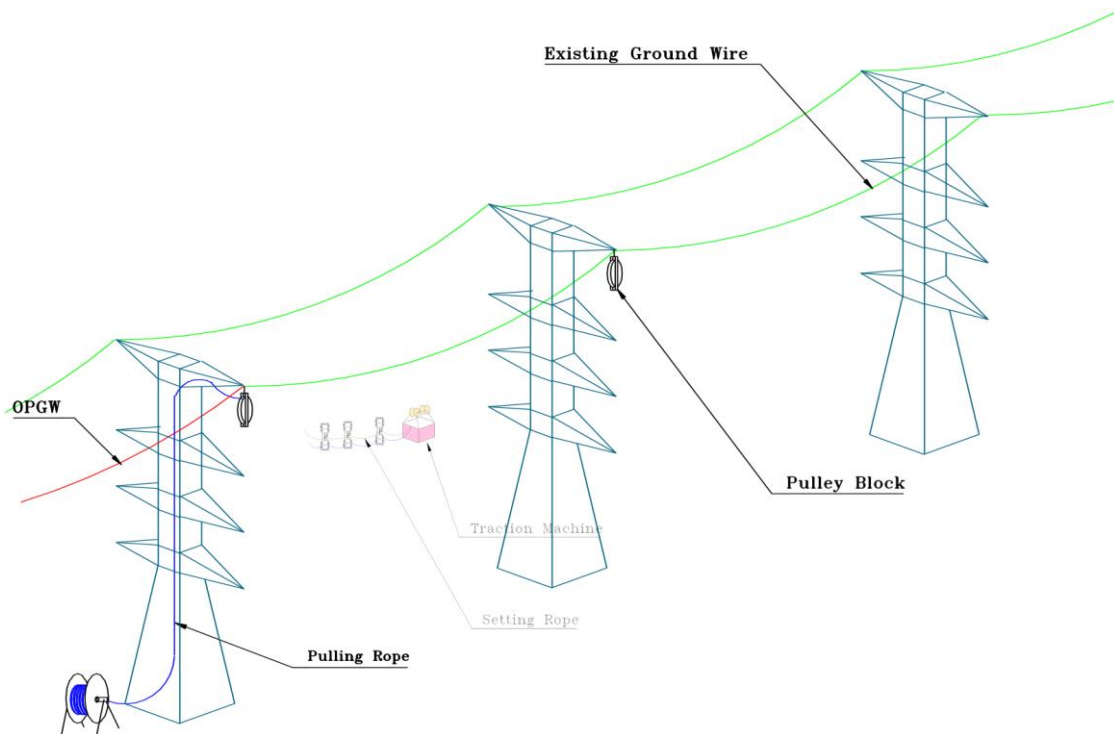 Existing Ground Wire
OPGW
Pulley Block
Traction Machine
Setting Rope
Pulling Rope